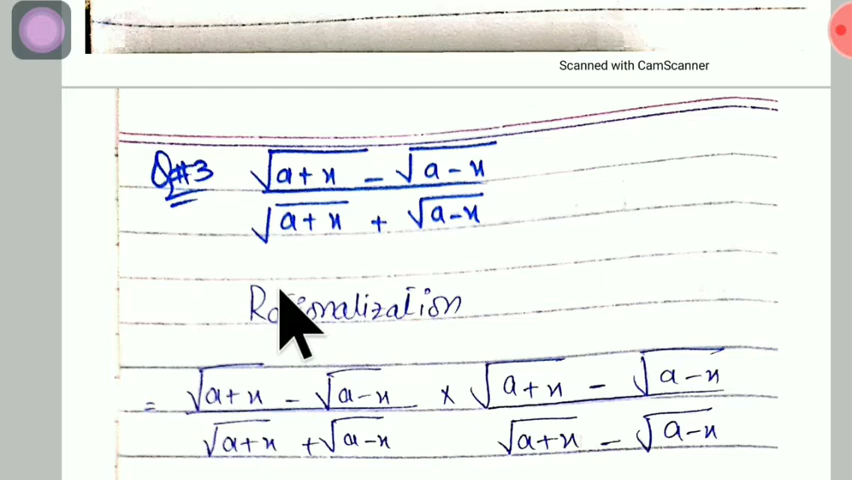 Scanned with CamScanner
Q#3 √(a+x) - √(a-x) / √(a+x) + √(a-x)
Rationalization
= √(a+x) - √(a-x) / √(a+x) + √(a-x) × √(a+x) - √(a-x) / √(a+x) - √(a-x)